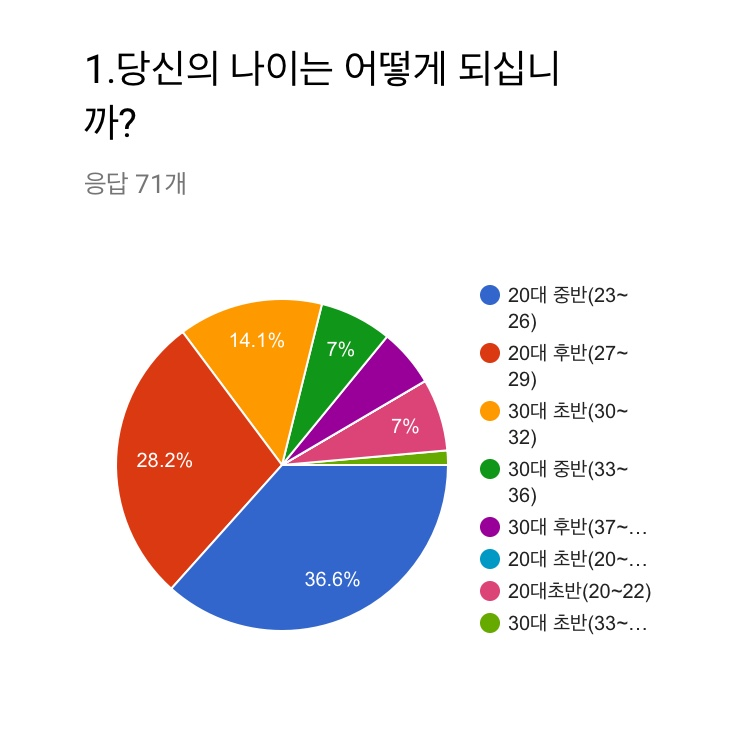 1.당신의 나이는 어떻게 되십니
까?
응답 71개
14.1%
7%
28.2%
7%
36.6%
20대 중반(23~
26)
20대 후반(27~
29)
30대 초반(30~
32)
30대 중반(33~
36)
30대 후반(37~…
20대 초반(20~…
20대초반(20~22)
30대 초반(33~…